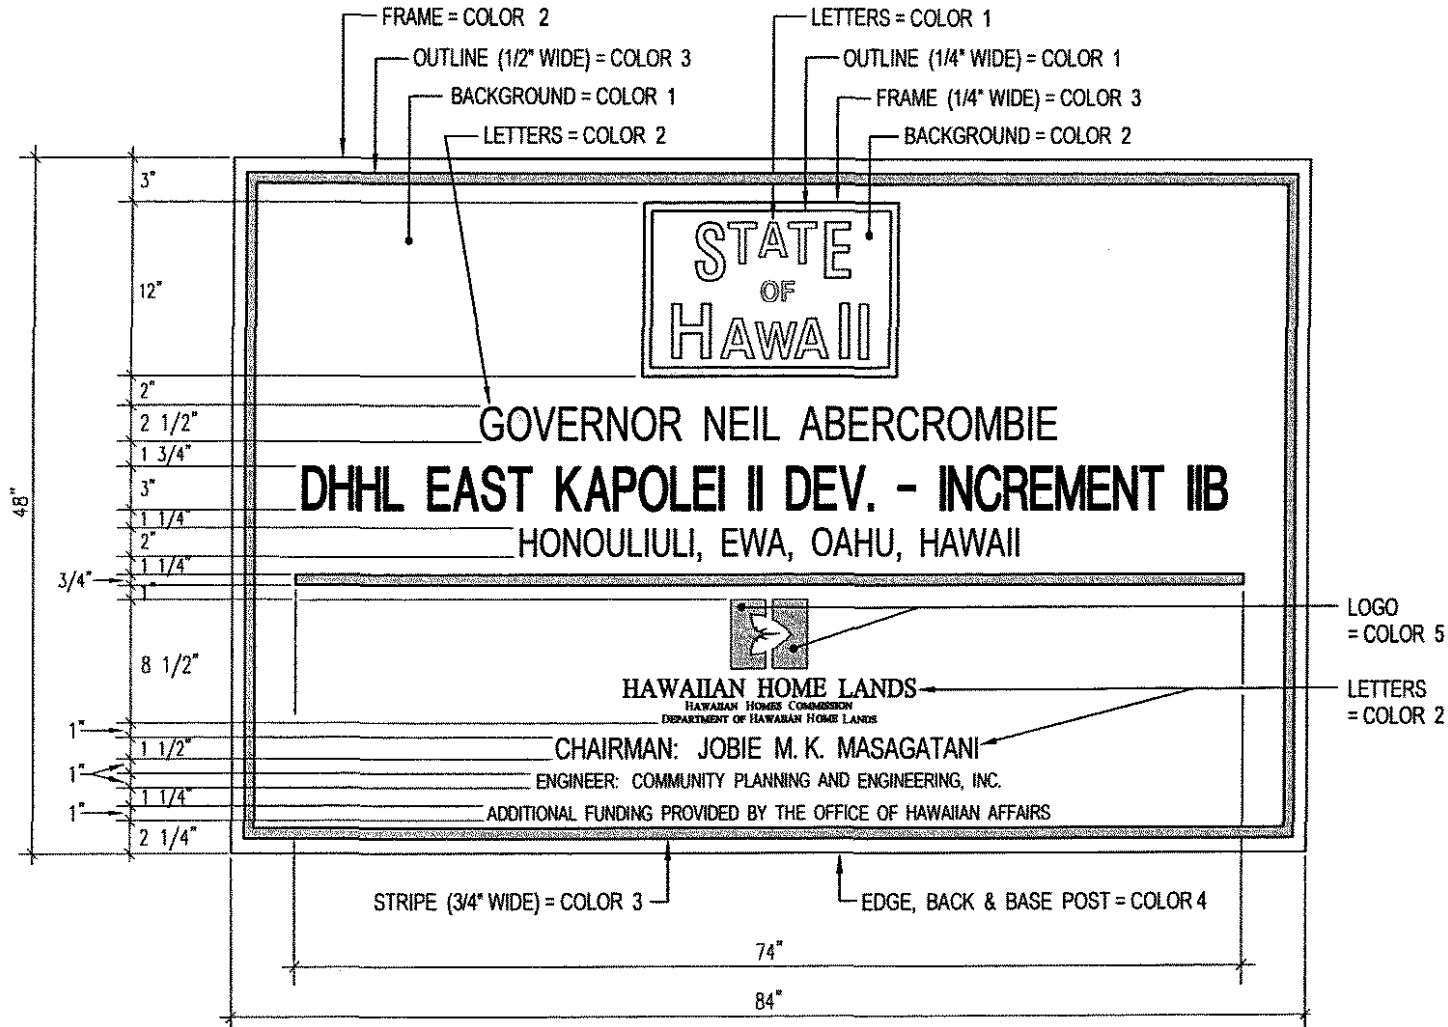 FRAME = COLOR 2
LETTERS = COLOR 1
OUTLINE (1/2" WIDE) = COLOR 3
OUTLINE (1/4" WIDE) = COLOR 1
BACKGROUND = COLOR 1
FRAME (1/4" WIDE) = COLOR 3
LETTERS = COLOR 2
BACKGROUND = COLOR 2
STATE
OF
HAWAII
GOVERNOR NEIL ABERCROMBIE
DHHL EAST KAPOLEI II DEV. - INCREMENT IIB
HONOULIULI, EWA, OAHU, HAWAII
HAWAIIAN HOME LANDS
HAWAIIAN HOMES COMMISSION
DEPARTMENT OF HAWAIIAN HOME LANDS
CHAIRMAN: JOBIE M. K. MASAGATANI
ENGINEER: COMMUNITY PLANNING AND ENGINEERING, INC.
ADDITIONAL FUNDING PROVIDED BY THE OFFICE OF HAWAIIAN AFFAIRS
LOGO
= COLOR 5
LETTERS
= COLOR 2
STRIPE (3/4" WIDE) = COLOR 3
EDGE, BACK & BASE POST = COLOR 4
48"
3"
12"
2"
2 1/2"
1 3/4"
3"
1 1/4"
2"
1 1/4"
3/4"
1"
8 1/2"
1"
1 1/2"
1"
1 1/4"
1"
2 1/4"
74"
84"